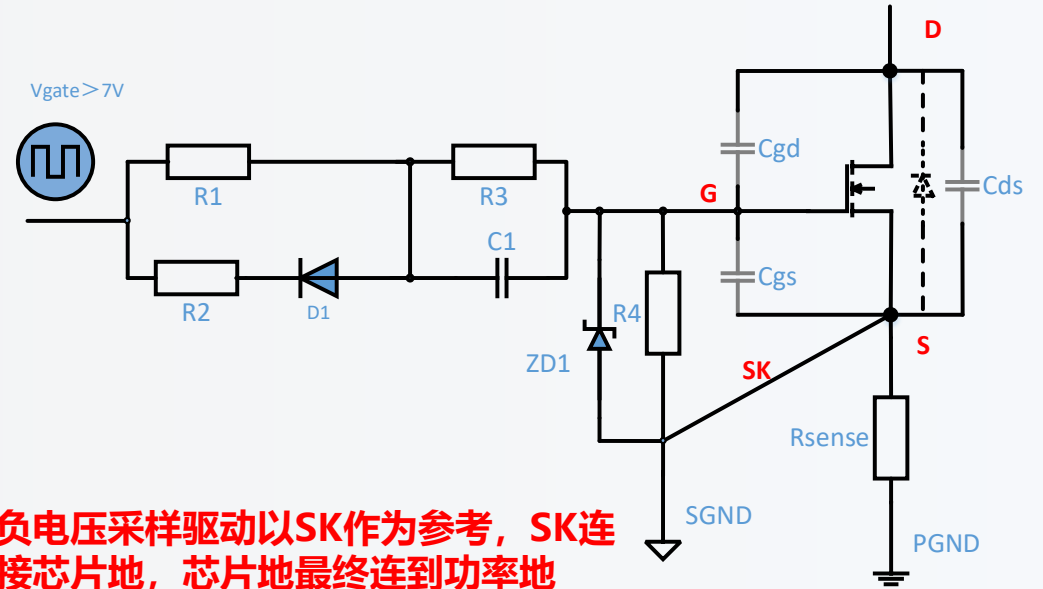 D
Vgate＞7V
R1
R3
Cgd
G
Cds
C1
R2
D1
Cgs
R4
ZD1
S
SK
Rsense
SGND
PGND
负电压采样驱动以SK作为参考，SK连
接芯片地，芯片地最终连到功率地